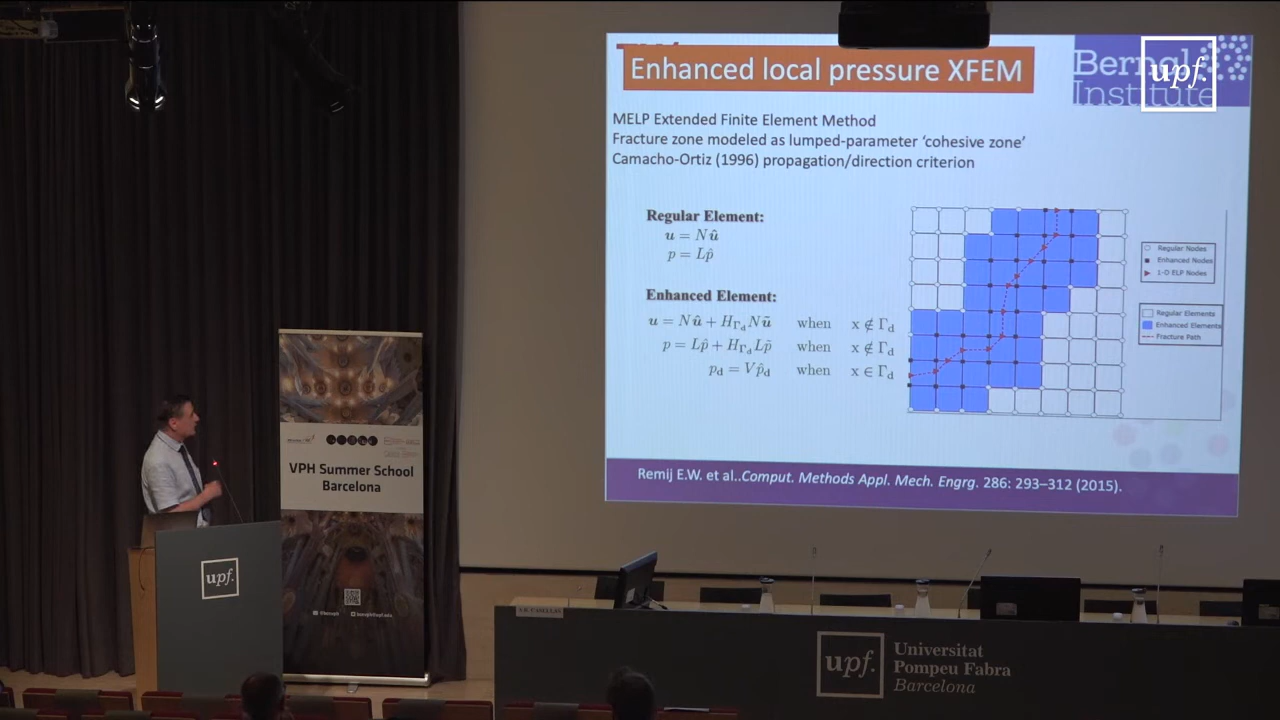 Enhanced local pressure XFEM
Institute
upf.
MELP Extended Finite Element Method
Fracture zone modeled as lumped-parameter ‘cohesive zone’
Camacho-Ortiz (1996) propagation/direction criterion
Regular Element:
u = Nû
p = Lp̂
Enhanced Element:
u = Nû + H_Γd Nũ when x ∉ Γd
p = Lp̂ + H_Γd Lp̃ when x ∉ Γd
pd = Vp̂d when x ∈ Γd
Regular Nodes
Enhanced Nodes
1-D ELP Nodes
Regular Elements
Enhanced Elements
Fracture Path
Remij E.W. et al..Comput. Methods Appl. Mech. Engrg. 286: 293–312 (2015).
VPH Summer School
Barcelona
upf.
upf.
Universitat
Pompeu Fabra
Barcelona